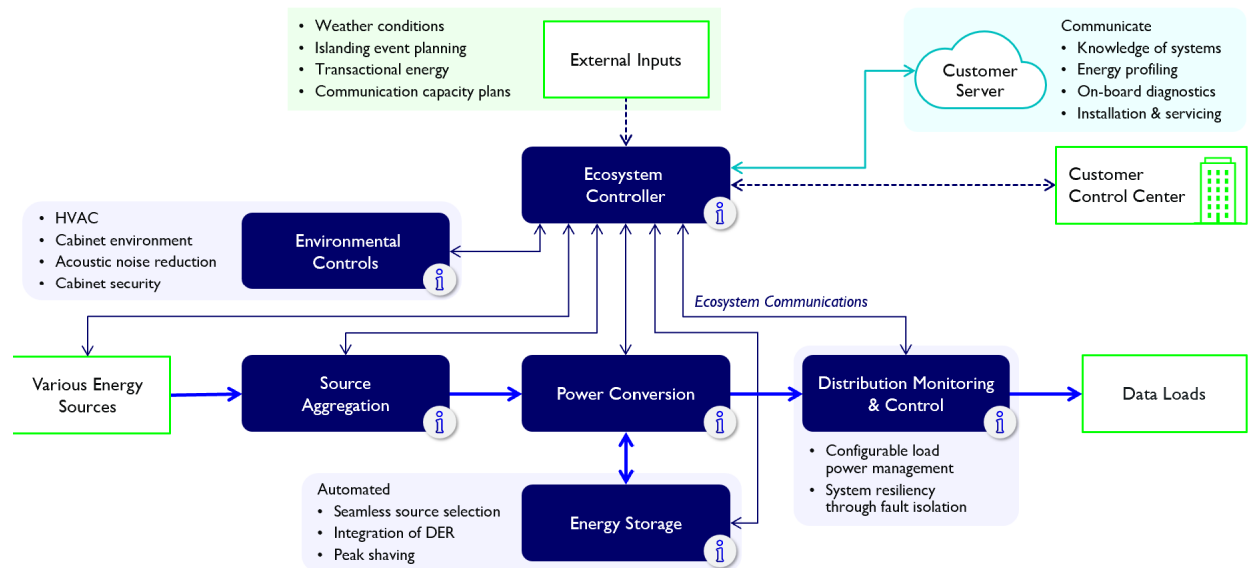 • Weather conditions
• Islanding event planning
• Transactional energy
• Communication capacity plans
External Inputs
Customer
Server
Communicate
• Knowledge of systems
• Energy profiling
• On-board diagnostics
• Installation & servicing
Ecosystem
Controller
i
Customer
Control Center
• HVAC
• Cabinet environment
• Acoustic noise reduction
• Cabinet security
Environmental
Controls
i
Ecosystem Communications
Various Energy
Sources
Source
Aggregation
i
Power Conversion
i
Distribution Monitoring
& Control
i
• Configurable load
power management
• System resiliency
through fault isolation
Data Loads
Automated
• Seamless source selection
• Integration of DER
• Peak shaving
Energy Storage
i